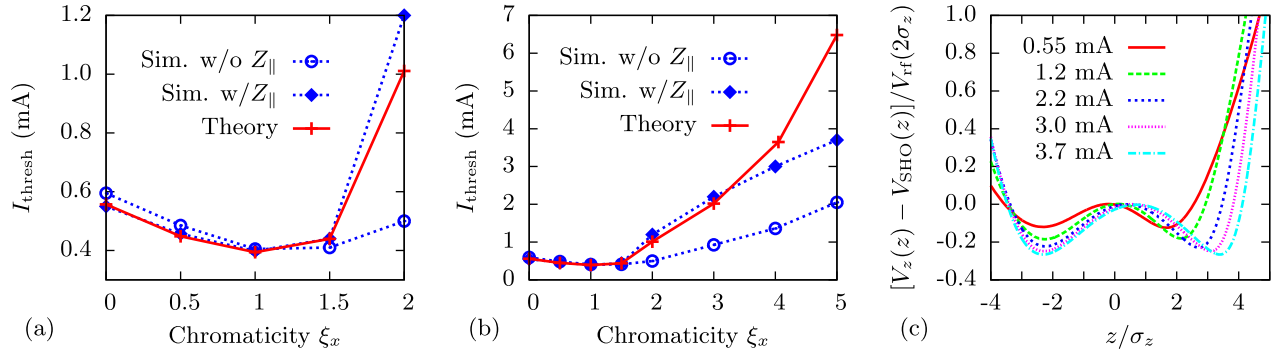 1.2
1.0
1.2
0.8
0.6
0.4
I_thresh (mA)
Sim. w/o Z_∥
Sim. w/Z_∥
Theory
0 0.5 1 1.5 2
(a) Chromaticity ξ_x
7
6
5
4
3
2
1
0
I_thresh (mA)
Sim. w/o Z_∥
Sim. w/Z_∥
Theory
0 1 2 3 4 5
(b) Chromaticity ξ_x
1.0
0.8
0.6
0.4
0.2
0.0
-0.2
-0.4
[V_z(z) − V_SHO(z)]/V_rf(2σ_z)
0.55 mA
1.2 mA
2.2 mA
3.0 mA
3.7 mA
-4 -2 0 2 4
(c) z/σ_z